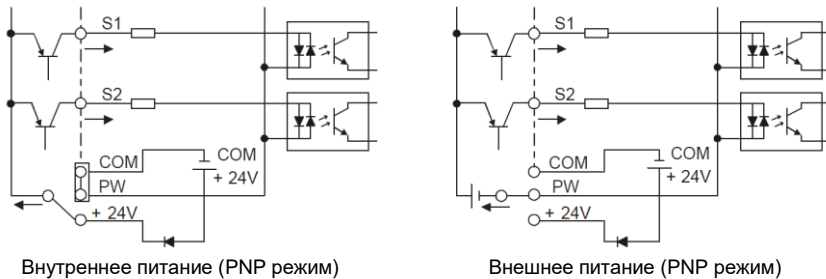 S1
S2
COM
COM
+ 24V
PW
+ 24V
Внутреннее питание (PNP режим)
S1
S2
COM
COM
+ 24V
PW
+ 24V
Внешнее питание (PNP режим)